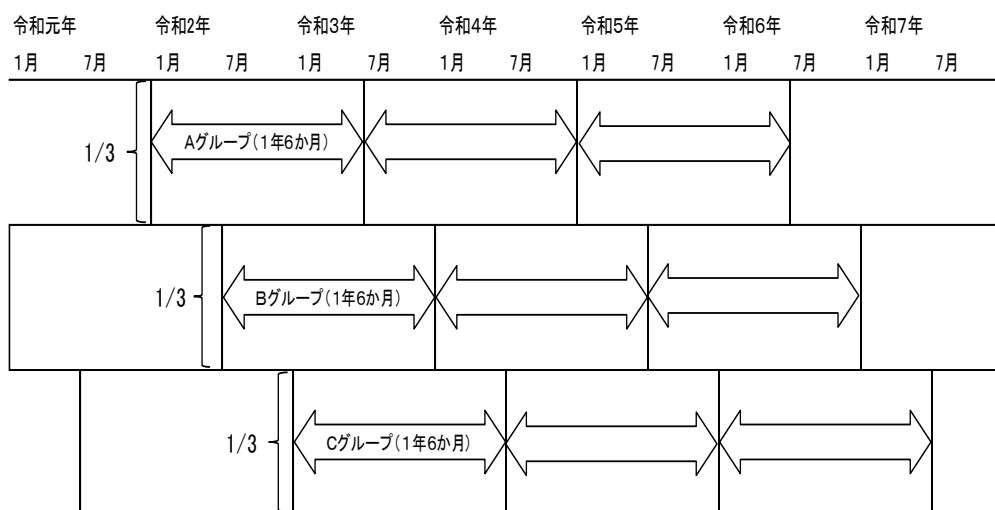 令和元年 令和2年 令和3年 令和4年 令和5年 令和6年 令和7年
1月 7月 1月 7月 1月 7月 1月 7月 1月 7月 1月 7月 1月 7月
1/3 Aグループ(1年6か月)
1/3 Bグループ(1年6か月)
1/3 Cグループ(1年6か月)